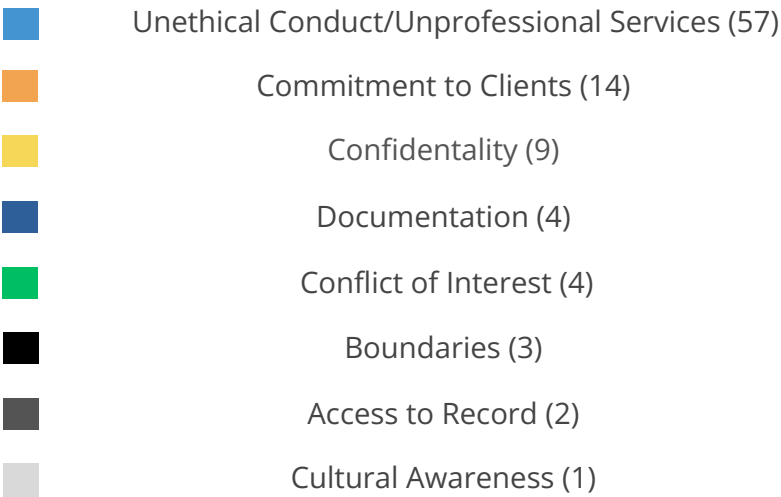 Unethical Conduct/Unprofessional Services (57)
Commitment to Clients (14)
Confidentality (9)
Documentation (4)
Conflict of Interest (4)
Boundaries (3)
Access to Record (2)
Cultural Awareness (1)